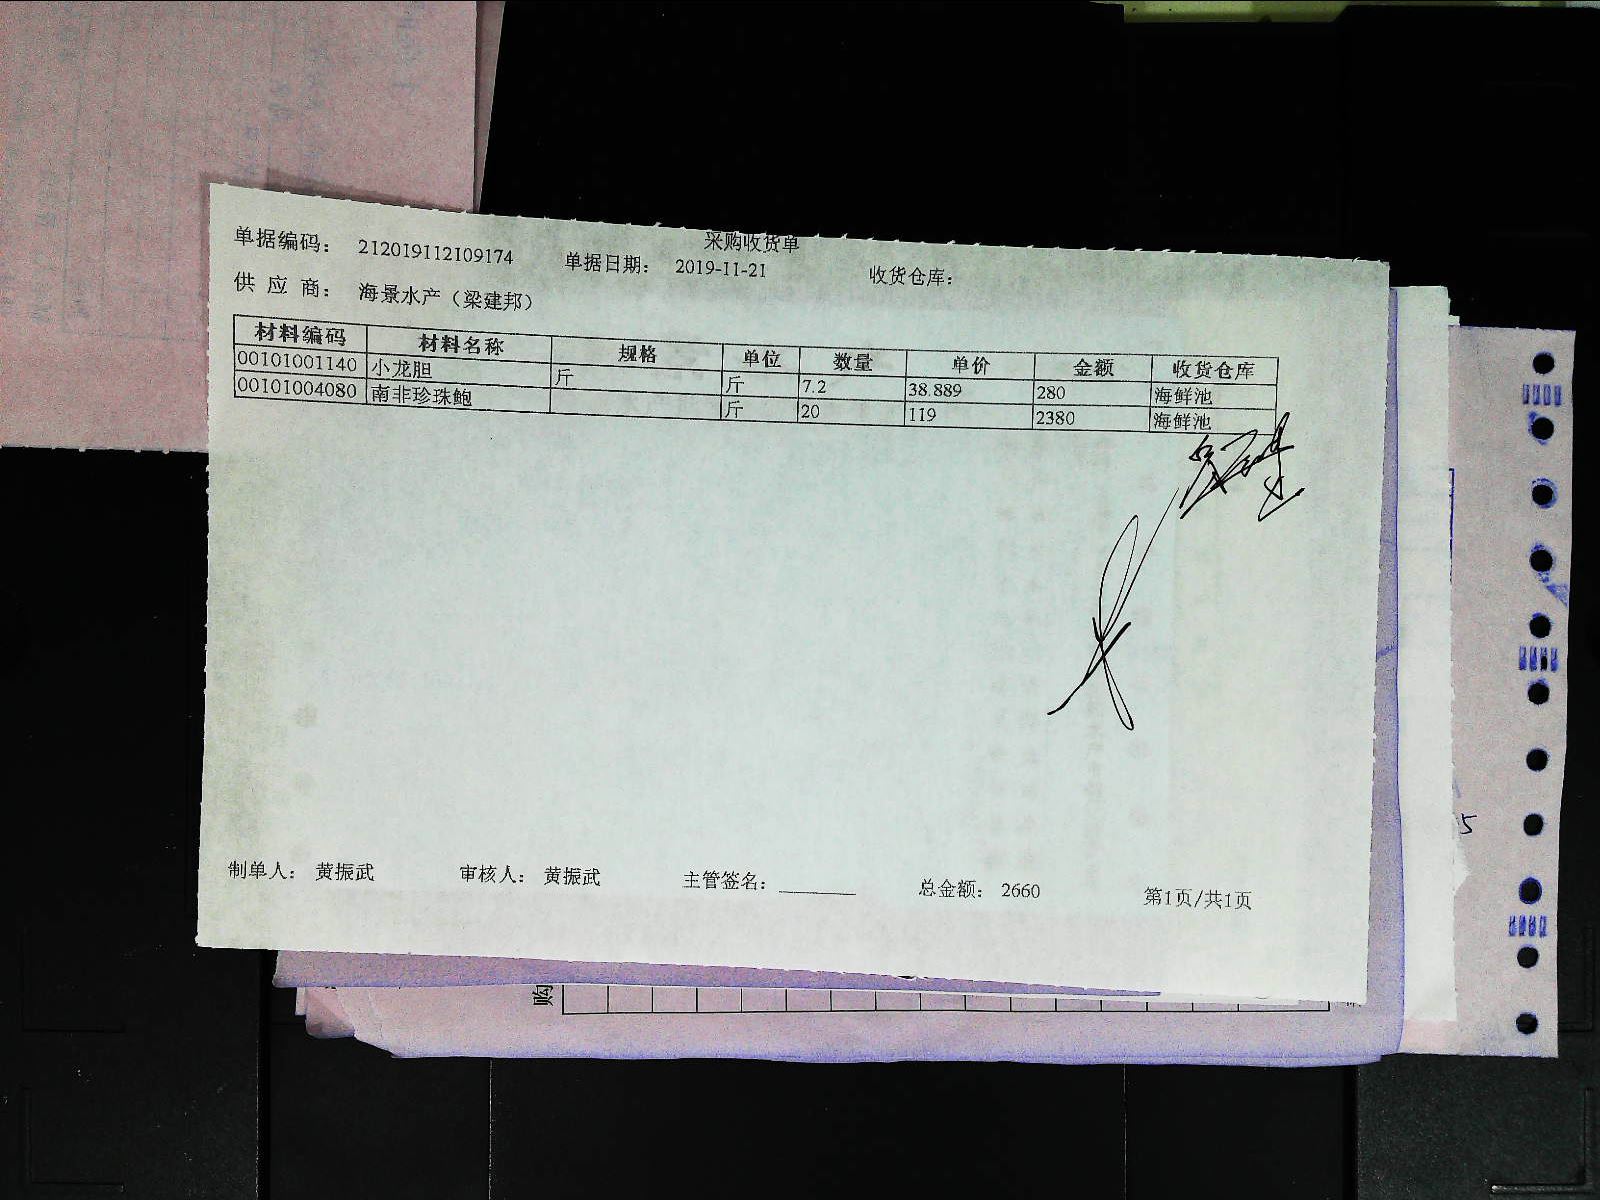 采购收货单
单据编码： 212019112109174 单据日期： 2019-11-21 收货仓库：
供应商： 海景水产（梁建邦）
材料编码 材料名称 规格 单位 数量 单价 金额 收货仓库
00101001140 小龙胆 斤 斤 7.2 38.889 280 海鲜池
00101004080 南非珍珠鲍 斤 20 119 2380 海鲜池
制单人： 黄振武 审核人： 黄振武 主管签名： 总金额： 2660 第1页/共1页
购
5